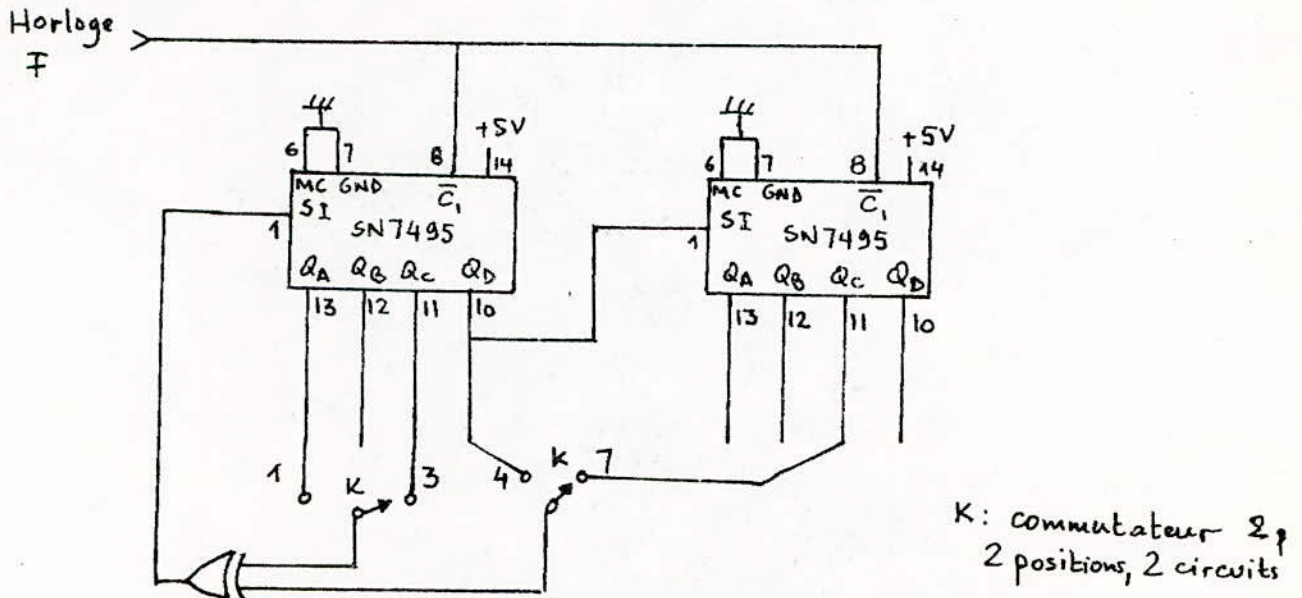 Horloge
F
+5V
+5V
6 7 8 14
6 7 8 14
MC GND C̅₁
MC GND C̅₁
SI
SI
1
1
SN7495
SN7495
QA QB QC QD
QA QB QC QD
13 12 11 10
13 12 11 10
1 K 3 4 K 7
K: commutateur
2 positions, 2 circuits